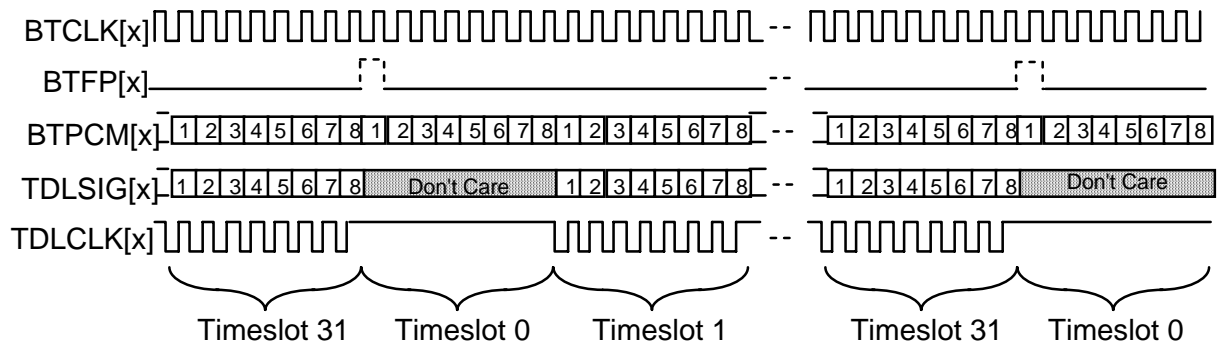 BTCLK[x] - -
BTFP[x] - -
BTPCM[x] 1 2 3 4 5 6 7 8 1 2 3 4 5 6 7 8 1 2 3 4 5 6 7 8 - - 1 2 3 4 5 6 7 8 1 2 3 4 5 6 7 8
TDLSIG[x] 1 2 3 4 5 6 7 8 Don't Care 1 2 3 4 5 6 7 8 - - 1 2 3 4 5 6 7 8 Don't Care
TDLCLK[x] - -
Timeslot 31 Timeslot 0 Timeslot 1 Timeslot 31 Timeslot 0